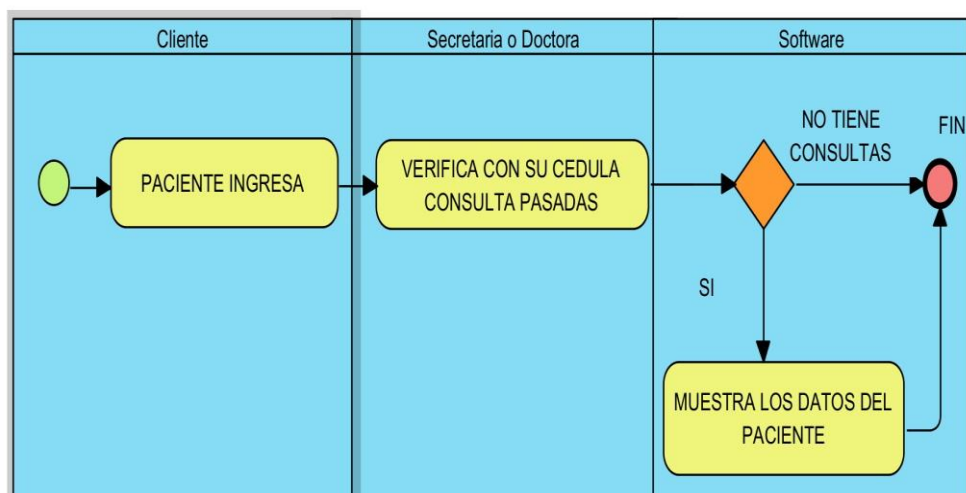 Cliente
Secretaria o Doctora
Software
PACIENTE INGRESA
VERIFICA CON SU CEDULA
CONSULTA PASADAS
NO TIENE
CONSULTAS
FIN
SI
MUESTRA LOS DATOS DEL
PACIENTE